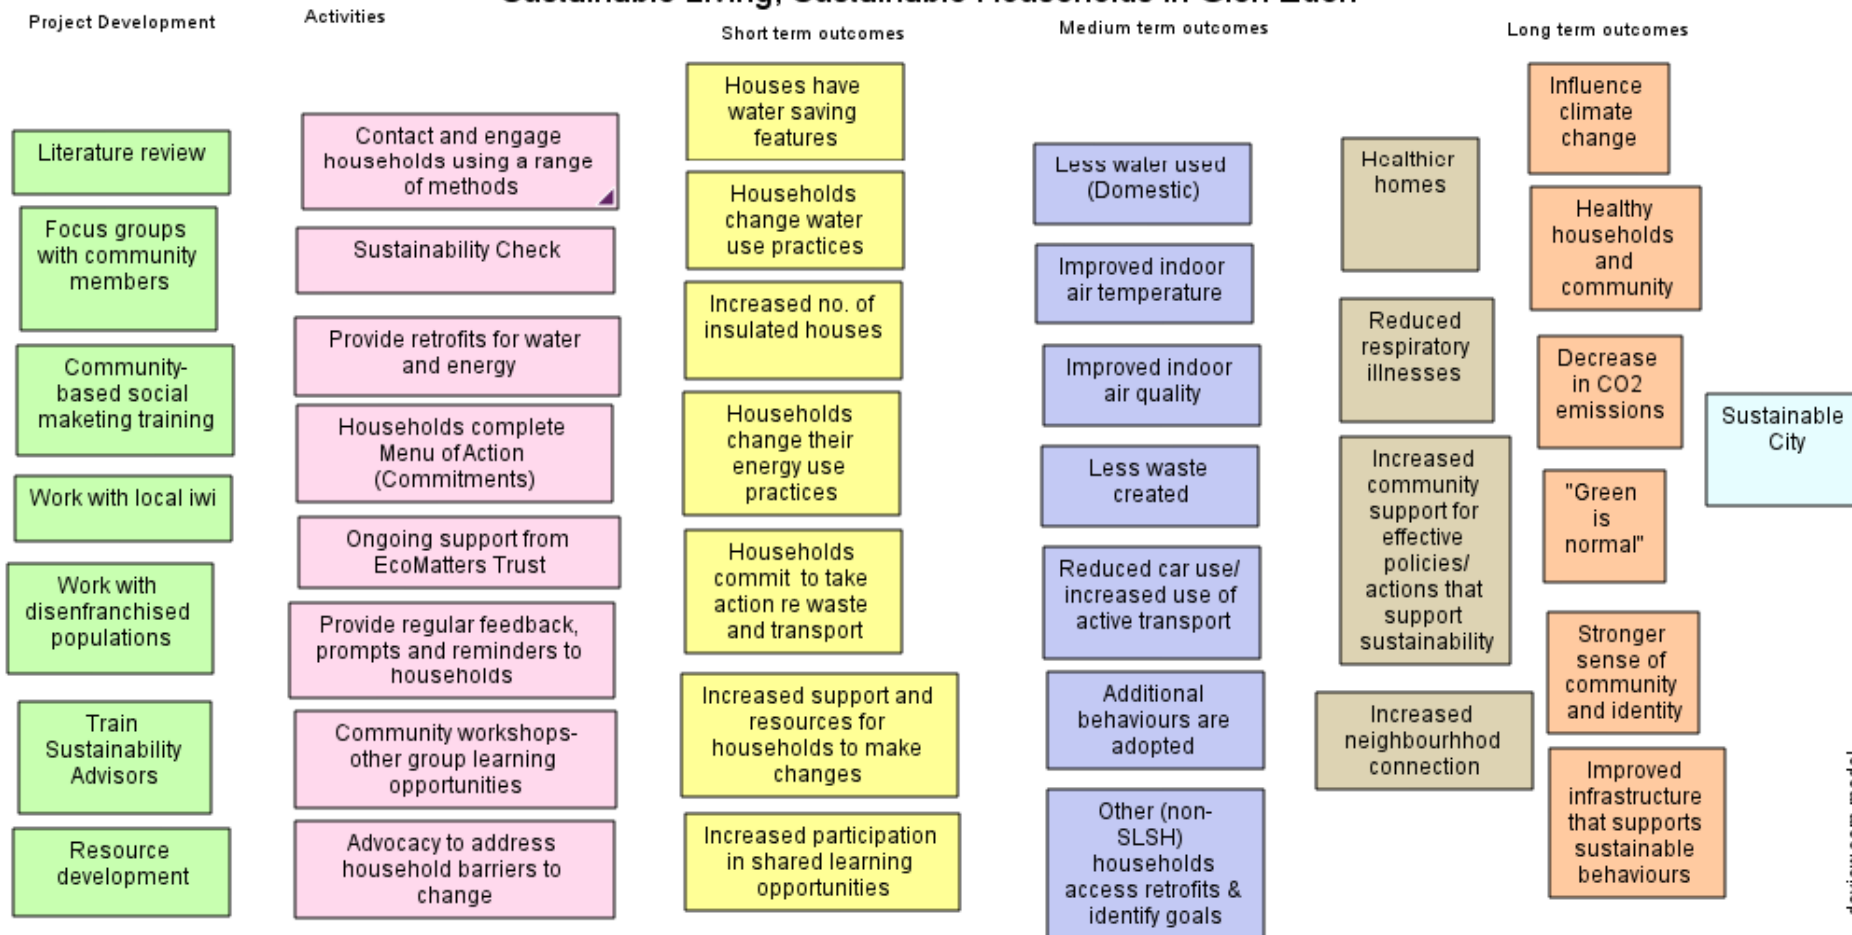 Sustainable Living, Sustainable Households in Glen Eden
Project Development
Activities
Short term outcomes
Medium term outcomes
Long term outcomes
Literature review
Focus groups
with community
members
Community-
based social
maketing training
Work with local iwi
Work with
disenfranchised
populations
Train
Sustainability
Advisors
Resource
development
Contact and engage
households using a range
of methods
Sustainability Check
Provide retrofits for water
and energy
Households complete
Menu of Action
(Commitments)
Ongoing support from
EcoMatters Trust
Provide regular feedback,
prompts and reminders to
households
Community workshops-
other group learning
opportunities
Advocacy to address
household barriers to
change
Houses have
water saving
features
Households
change water
use practices
Increased no. of
insulated houses
Households
change their
energy use
practices
Households
commit to take
action re waste
and transport
Increased support and
resources for
households to make
changes
Increased participation
in shared learning
opportunities
Less water used
(Domestic)
Improved indoor
air temperature
Improved indoor
air quality
Less waste
created
Reduced car use/
increased use of
active transport
Additional
behaviours are
adopted
Other (non-
SLSH)
households
access retrofits &
identify goals
Healthier
homes
Reduced
respiratory
illnesses
Increased
community
support for
effective
policies/
actions that
support
sustainability
Increased
neighbourhhod
connection
Influence
climate
change
Healthy
households
and
community
Decrease
in CO2
emissions
"Green
is
normal"
Stronger
sense of
community
and identity
Improved
infrastructure
that supports
sustainable
behaviours
Sustainable
City